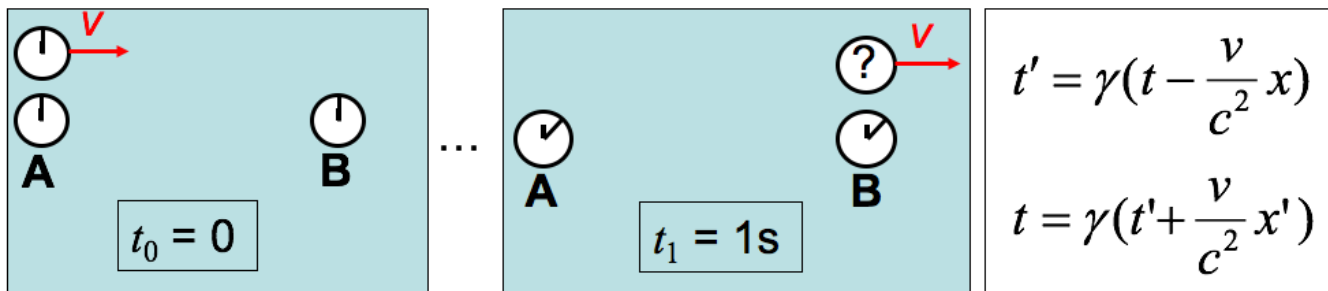 v
A
B
t₀ = 0
...
v
?
A
B
t₁ = 1s
t' = γ(t − v/c² x)
t = γ(t' + v/c² x')